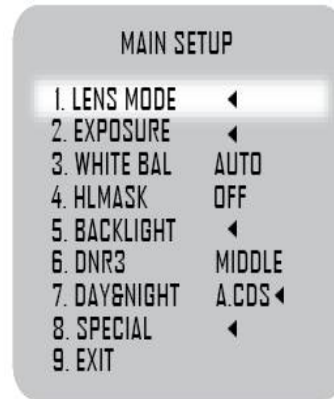 MAIN SETUP
1. LENS MODE ◄
2. EXPOSURE ◄
3. WHITE BAL AUTO
4. HLMASK OFF
5. BACKLIGHT ◄
6. DNR3 MIDDLE
7. DAY&NIGHT A.CDS◄
8. SPECIAL ◄
9. EXIT